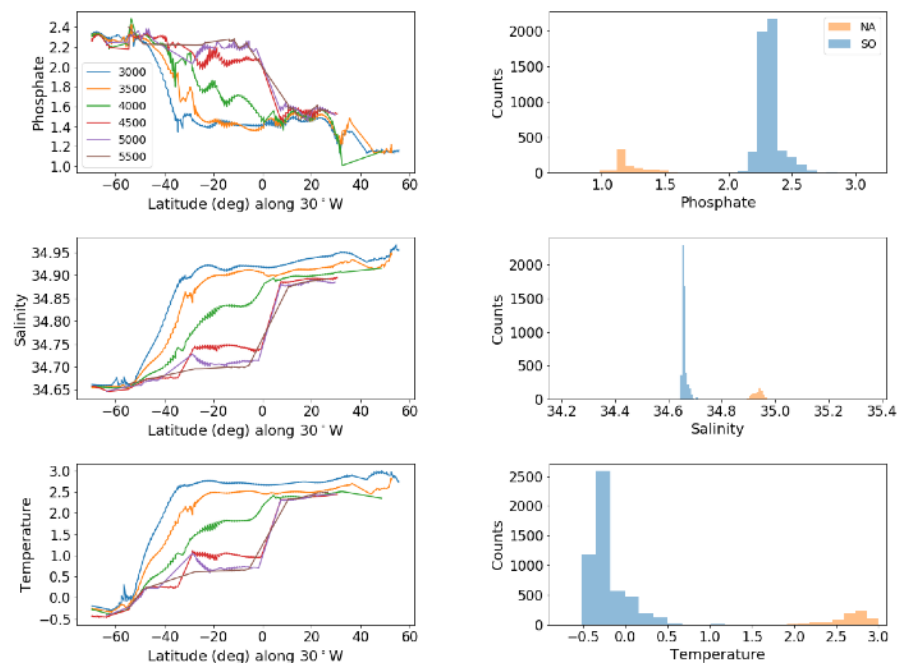 2.4
2.2
2.0
1.8
1.6
1.4
1.2
1.0
Phosphate
3000
3500
4000
4500
5000
5500
−60 −40 −20 0 20 40 60
Latitude (deg) along 30°W
2000
1500
1000
500
0
Counts
NA
SO
1.0 1.5 2.0 2.5 3.0
Phosphate
34.95
34.90
34.85
34.80
34.75
34.70
34.65
Salinity
−60 −40 −20 0 20 40 60
Latitude (deg) along 30°W
2000
1500
1000
500
0
Counts
34.2 34.4 34.6 34.8 35.0 35.2 35.4
Salinity
3.0
2.5
2.0
1.5
1.0
0.5
0.0
−0.5
Temperature
−60 −40 −20 0 20 40 60
Latitude (deg) along 30°W
2500
2000
1500
1000
500
0
Counts
−0.5 0.0 0.5 1.0 1.5 2.0 2.5 3.0
Temperature